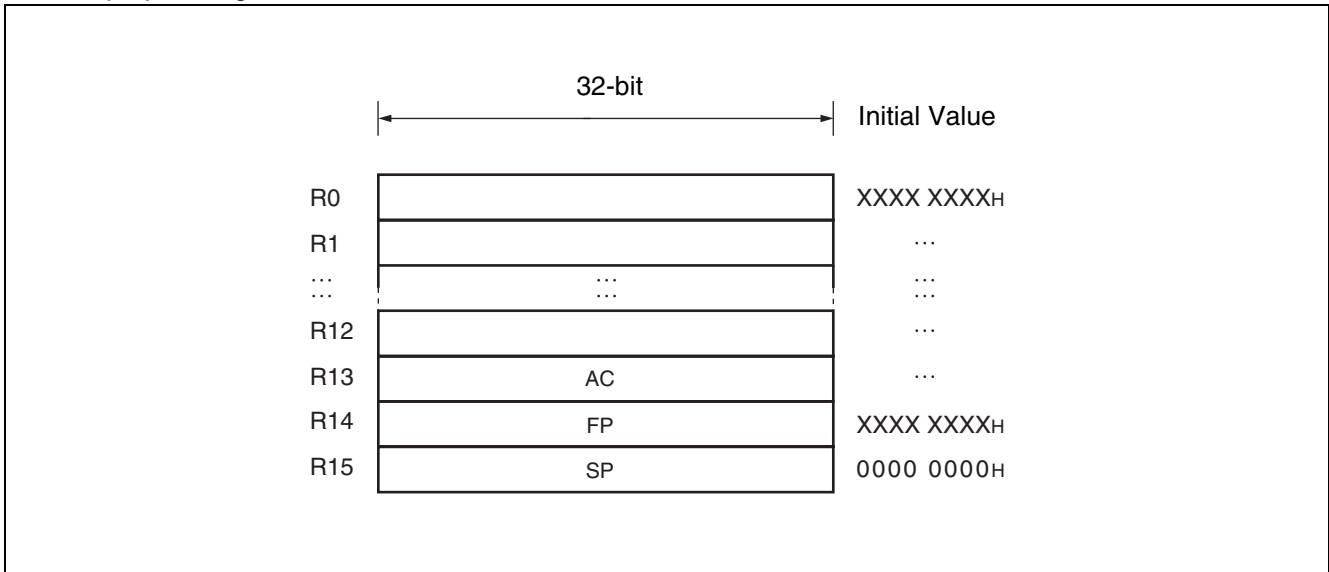 32-bit
Initial Value
R0 XXXX XXXXH
R1 ...
... ... ...
... ... ...
R12 ...
R13 AC ...
R14 FP XXXX XXXXH
R15 SP 0000 0000H